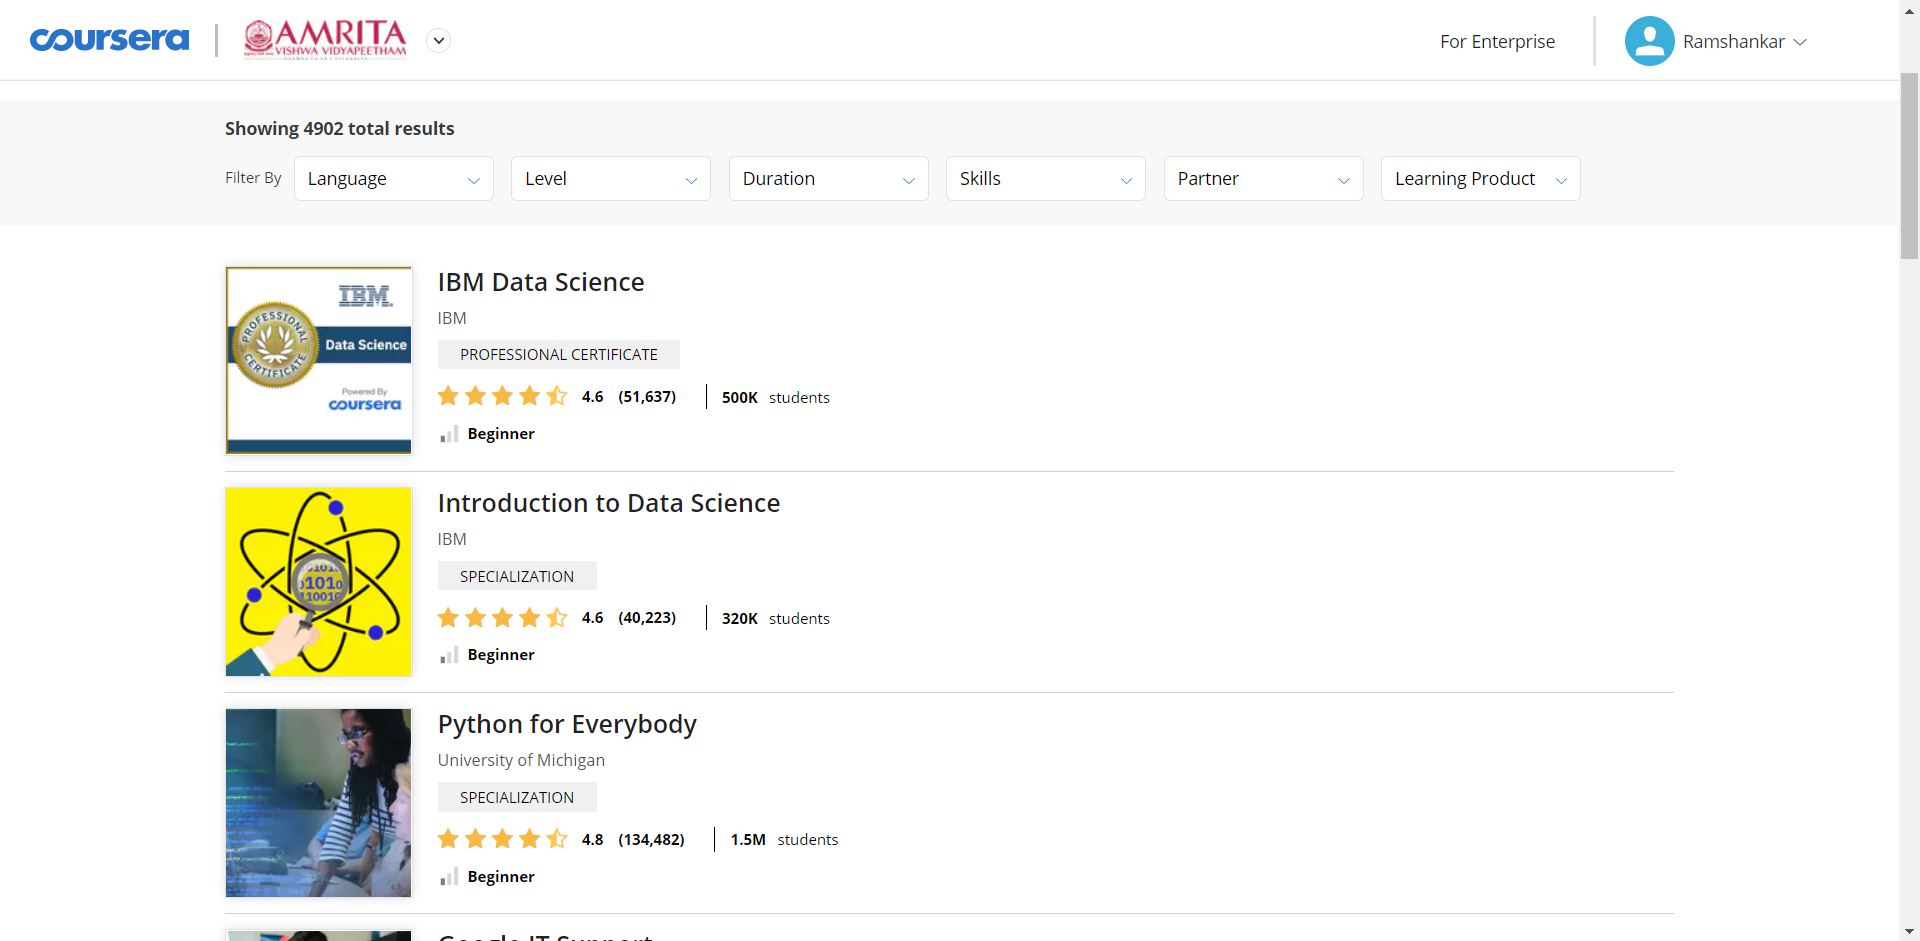 coursera
AMRITA
VISHWA VIDYAPEETHAM
For Enterprise
Ramshankar
Showing 4902 total results
Filter By
Language
Level
Duration
Skills
Partner
Learning Product
IBM
PROFESSIONAL CERTIFICATE
Data Science
Powered By
coursera
IBM Data Science
IBM
PROFESSIONAL CERTIFICATE
4.6 (51,637) 500K students
Beginner
1010
Introduction to Data Science
IBM
SPECIALIZATION
4.6 (40,223) 320K students
Beginner
Python for Everybody
University of Michigan
SPECIALIZATION
4.8 (134,482) 1.5M students
Beginner
Google IT Support